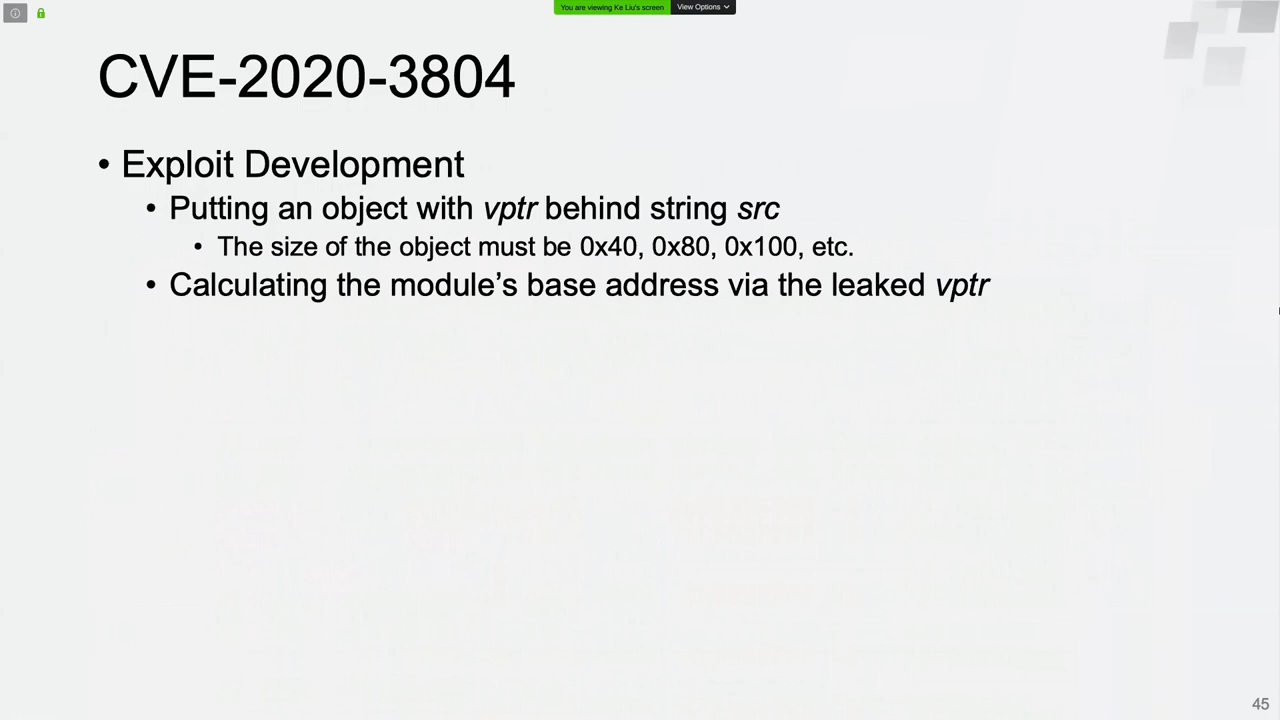 You are viewing Ke Liu's screen View Options
CVE-2020-3804
• Exploit Development
• Putting an object with vptr behind string src
• The size of the object must be 0x40, 0x80, 0x100, etc.
• Calculating the module’s base address via the leaked vptr
45